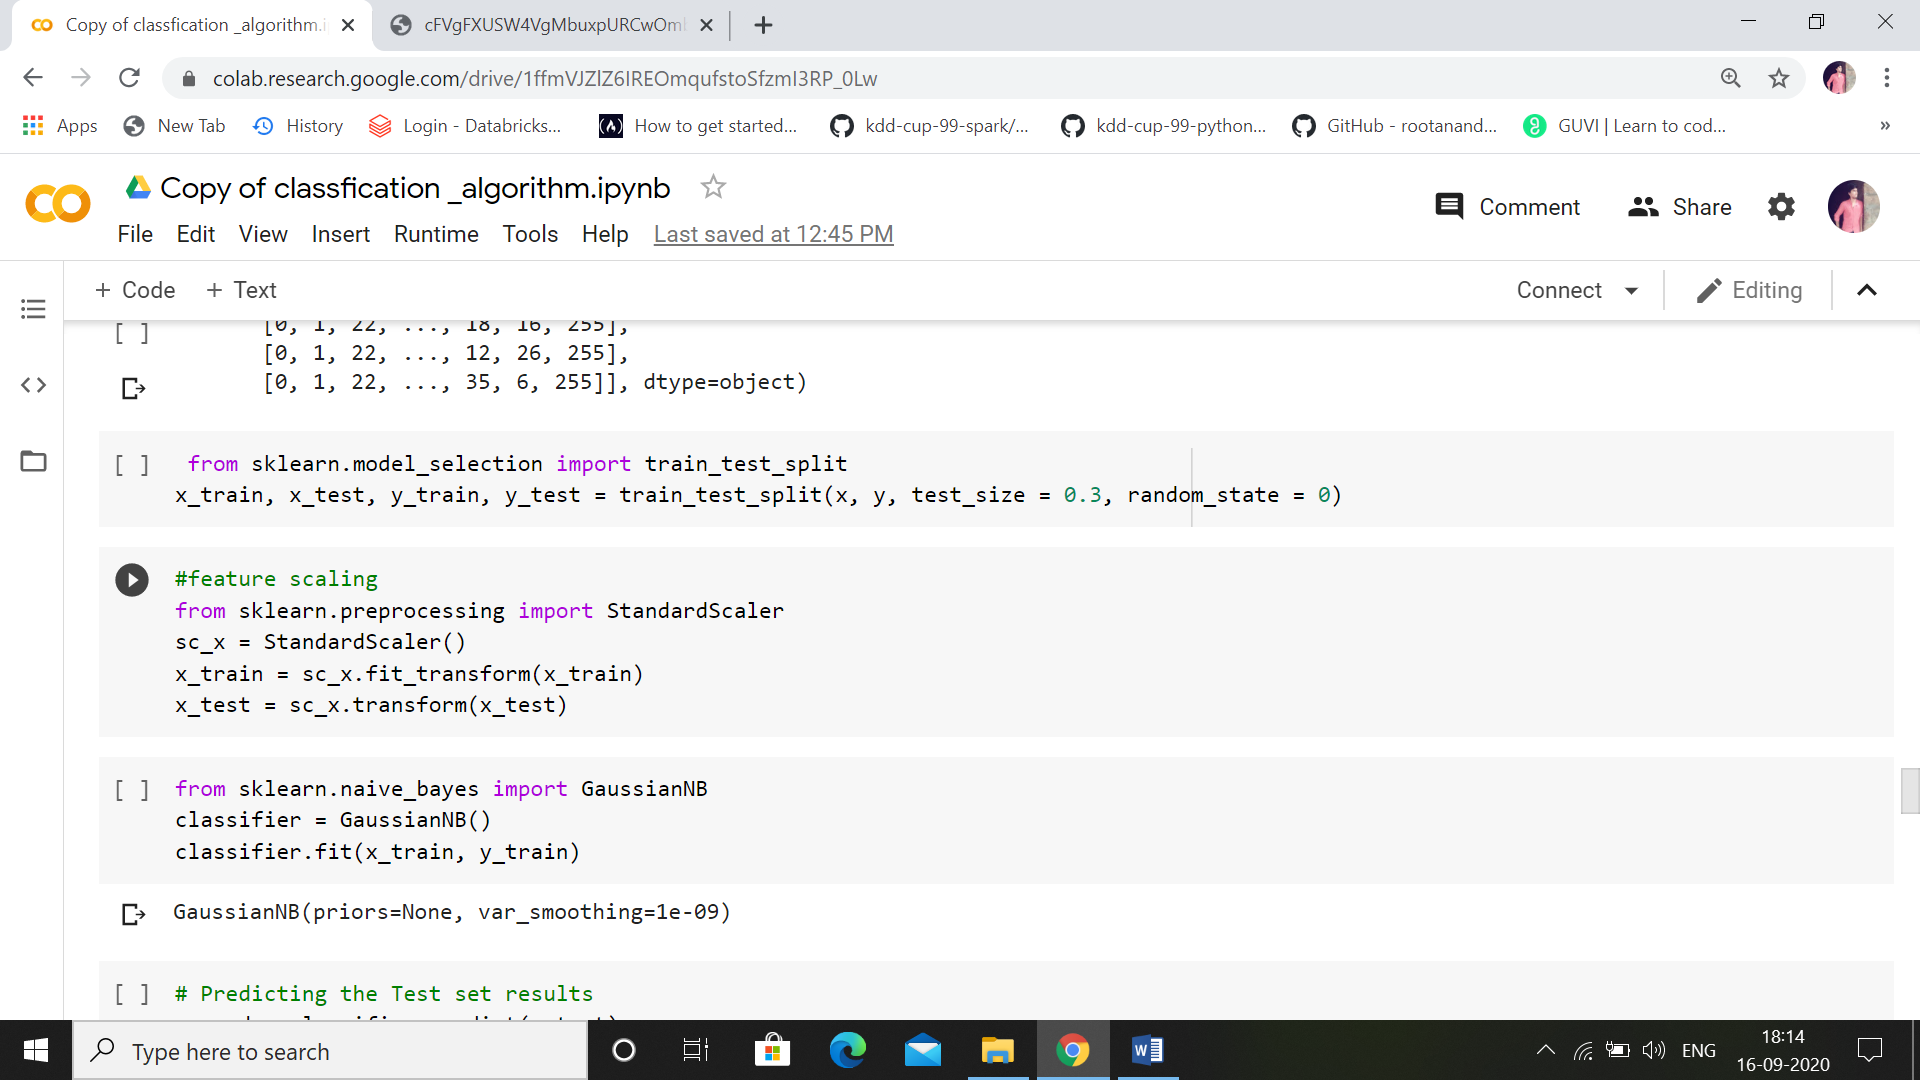 Copy of classfication _algorithm.i
cFVgFXUSW4VgMbuxpURCwOm
colab.research.google.com/drive/1ffmVJZlZ6IREOmqufstoSfzmI3RP_0Lw
Apps
New Tab
History
Login - Databricks...
How to get started...
kdd-cup-99-spark/...
kdd-cup-99-python...
GitHub - rootanand...
GUVI | Learn to cod...
»
Copy of classfication _algorithm.ipynb
Comment
Share
File Edit View Insert Runtime Tools Help Last saved at 12:45 PM
+ Code + Text
Connect
Editing
[ ] [0, 1, 22, ..., 18, 16, 255],
[0, 1, 22, ..., 12, 26, 255],
[0, 1, 22, ..., 35, 6, 255]], dtype=object)
[ ] from sklearn.model_selection import train_test_split
x_train, x_test, y_train, y_test = train_test_split(x, y, test_size = 0.3, random_state = 0)
#feature scaling
from sklearn.preprocessing import StandardScaler
sc_x = StandardScaler()
x_train = sc_x.fit_transform(x_train)
x_test = sc_x.transform(x_test)
[ ] from sklearn.naive_bayes import GaussianNB
classifier = GaussianNB()
classifier.fit(x_train, y_train)
GaussianNB(priors=None, var_smoothing=1e-09)
[ ] # Predicting the Test set results
Type here to search
ENG
18:14
16-09-2020